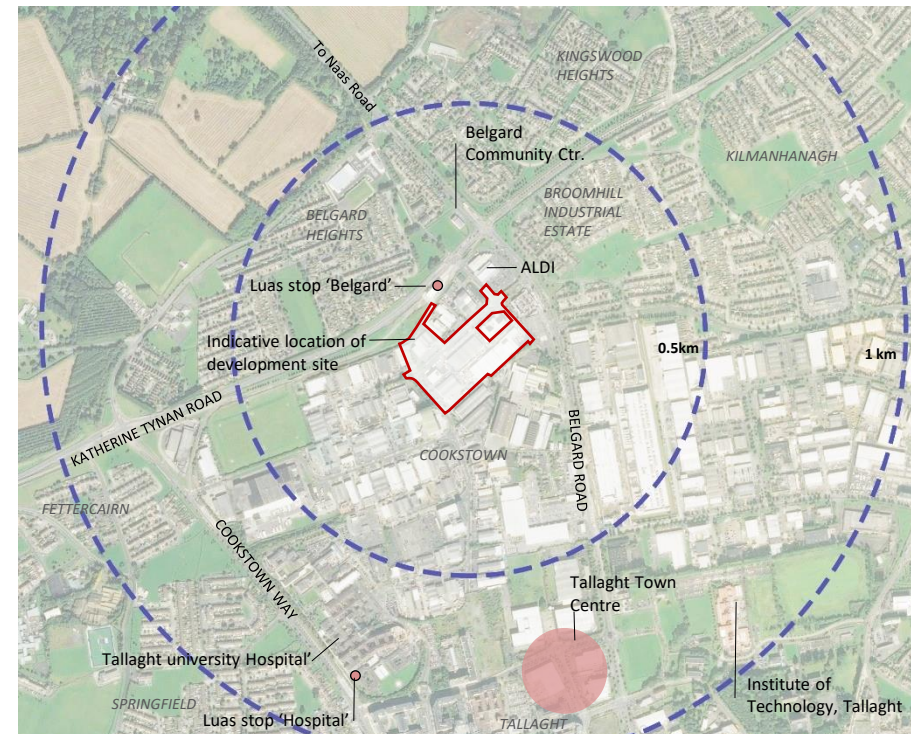 To Naas Road
KINGSWOOD
HEIGHTS
Belgard
Community Ctr.
KILMANHANAGH
BROOMHILL
INDUSTRIAL
ESTATE
BELGARD
HEIGHTS
ALDI
Luas stop ‘Belgard’
Indicative location of
development site
0.5km
1 km
KATHERINE TYNAN ROAD
BELGARD ROAD
COOKSTOWN
FETTERCAIRN
COOKSTOWN WAY
Tallaght Town
Centre
Tallaght university Hospital’
Institute of
Technology, Tallaght
SPRINGFIELD
Luas stop ‘Hospital’
TALLAGHT